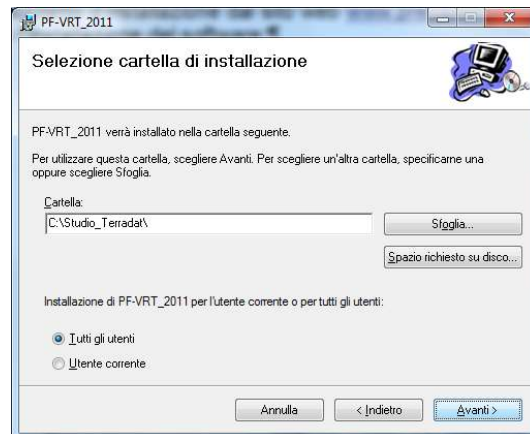 PF-VRT_2011
Selezione cartella di installazione
PF-VRT_2011 verrà installato nella cartella seguente.
Per utilizzare questa cartella, scegliere Avanti. Per scegliere un'altra cartella, specificarne una
oppure scegliere Sfoglia.
Cartella:
C:\Studio_Terradat\
Sfoglia...
Spazio richiesto su disco...
Installazione di PF-VRT_2011 per l'utente corrente o per tutti gli utenti:
Tutti gli utenti
Utente corrente
Annulla
< Indietro
Avanti >